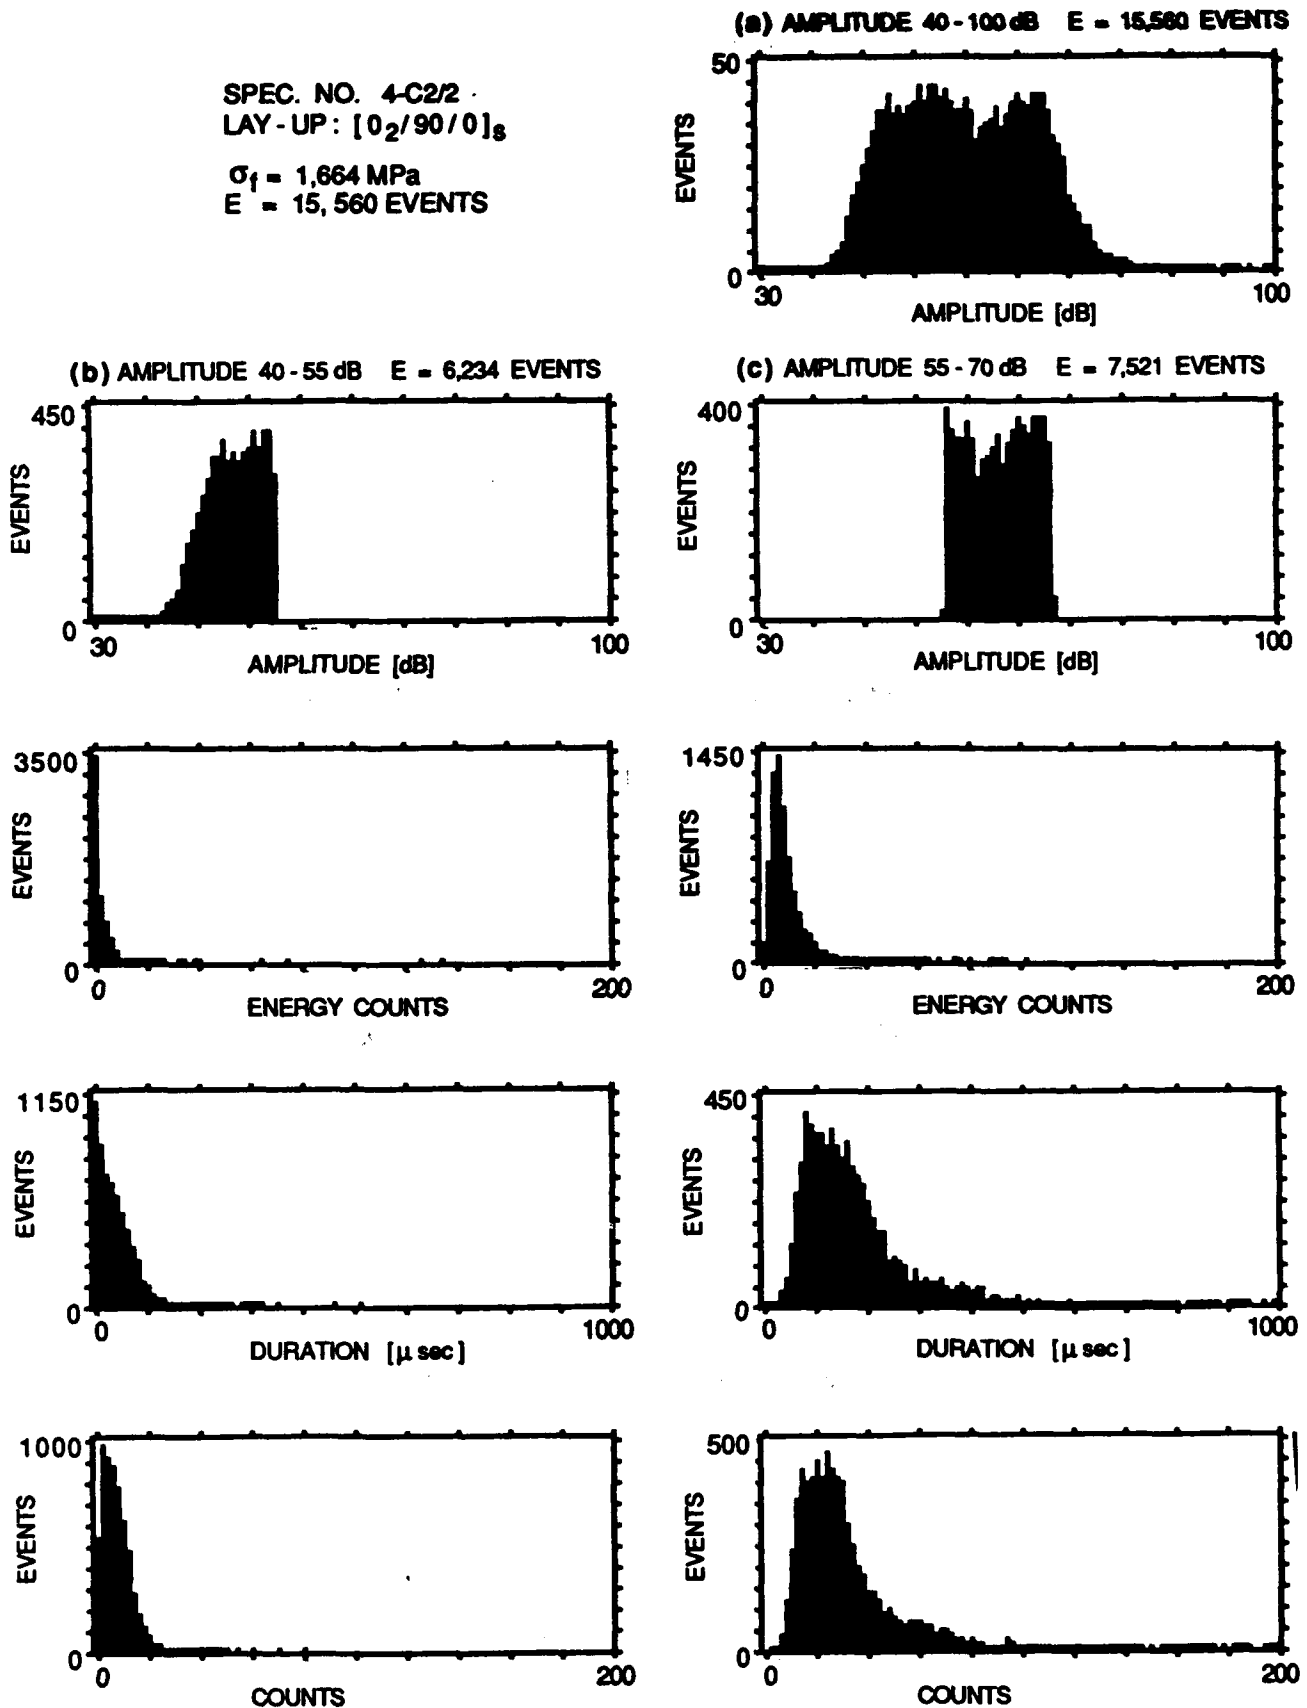 (a) AMPLITUDE 40 - 100 dB E = 15,560 EVENTS
SPEC. NO. 4-C2/2
LAY - UP : [ 0₂ / 90 / 0 ]s
σf = 1,664 MPa
E = 15, 560 EVENTS
50
EVENTS
0
30
100
AMPLITUDE [dB]
(b) AMPLITUDE 40 - 55 dB E = 6,234 EVENTS
450
EVENTS
0
30
100
AMPLITUDE [dB]
(c) AMPLITUDE 55 - 70 dB E = 7,521 EVENTS
400
EVENTS
0
30
100
AMPLITUDE [dB]
3500
EVENTS
0
0
200
ENERGY COUNTS
1450
EVENTS
0
0
200
ENERGY COUNTS
1150
EVENTS
0
0
1000
DURATION [μ sec]
450
EVENTS
0
0
1000
DURATION [μ sec]
1000
EVENTS
0
0
200
COUNTS
500
EVENTS
0
0
200
COUNTS